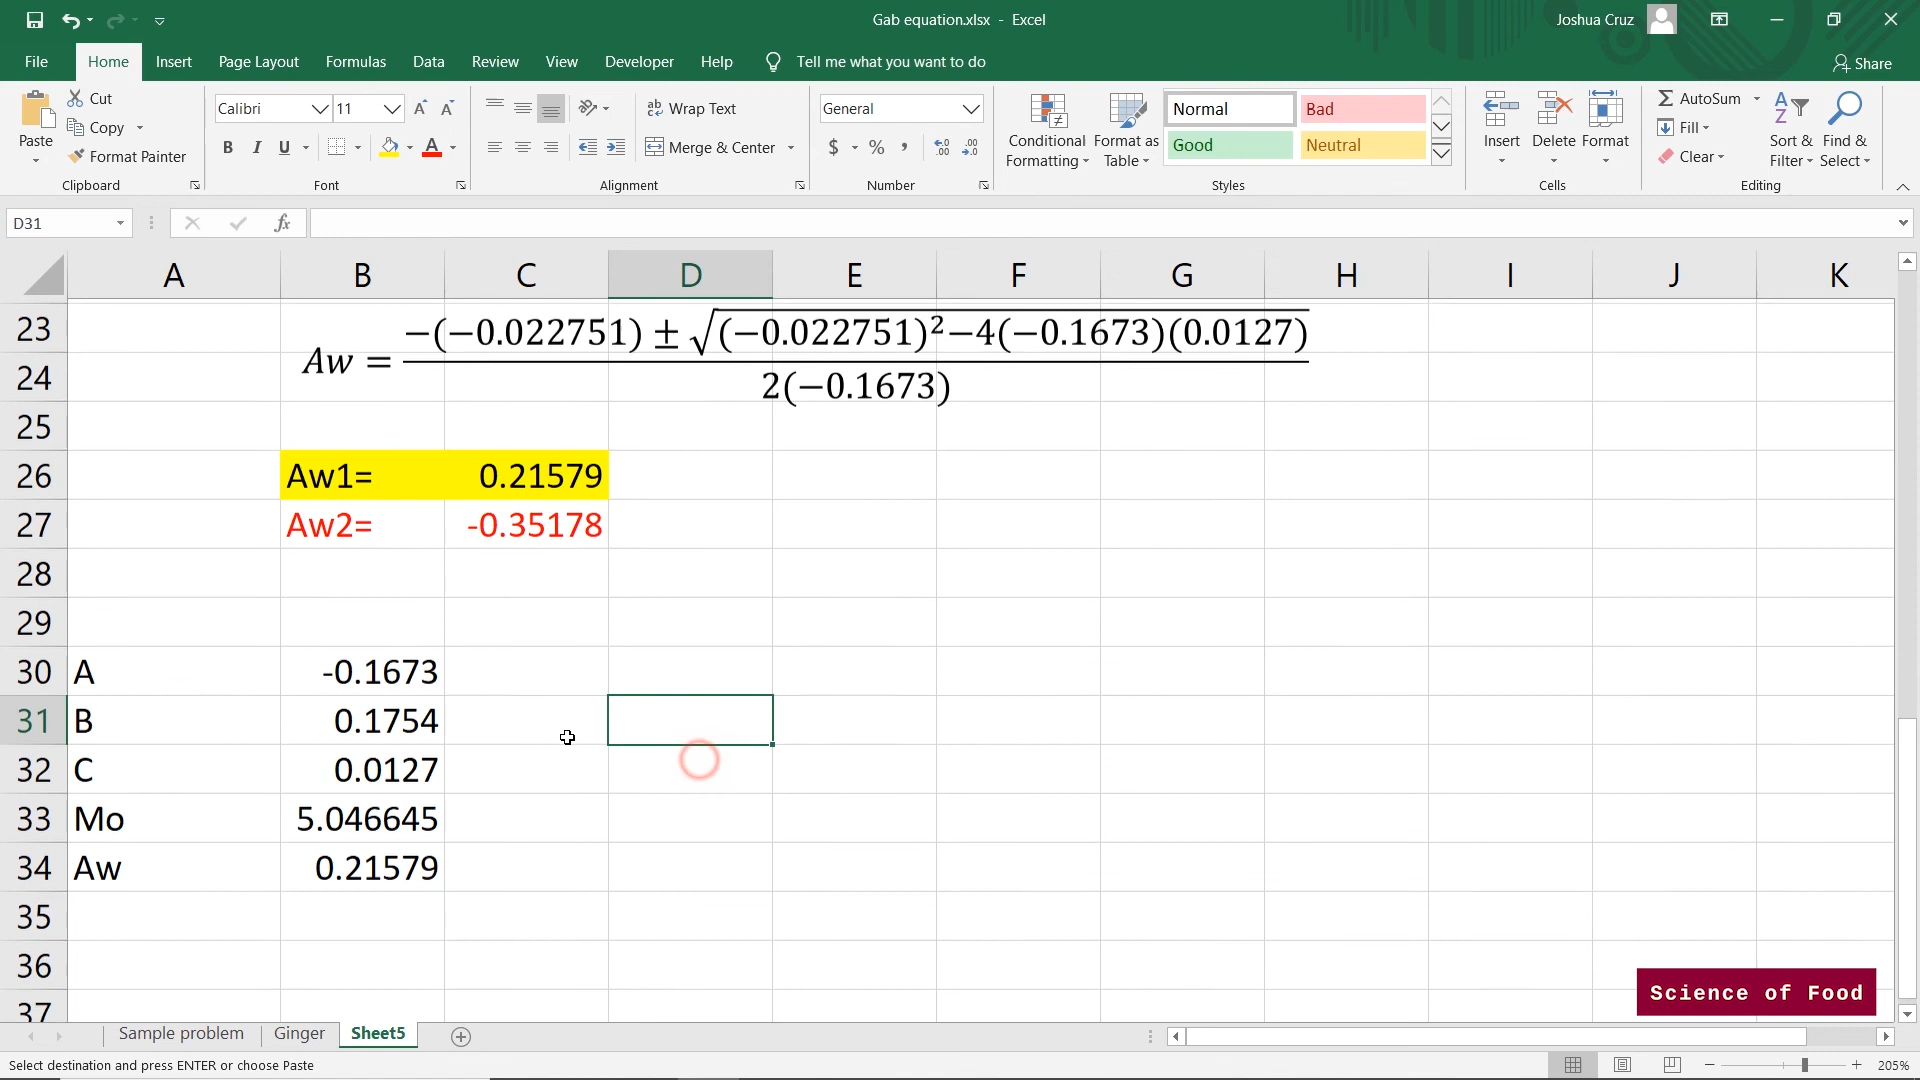 Gab equation.xlsx - Excel
Joshua Cruz
File Home Insert Page Layout Formulas Data Review View Developer Help Tell me what you want to do
Share
Paste
Cut
Copy
Format Painter
Clipboard
Calibri 11
B I U
Font
Wrap Text
Merge & Center
Alignment
General
$ % ,
Number
Conditional Formatting
Format as Table
Normal Bad
Good Neutral
Styles
Insert Delete Format
Cells
AutoSum
Fill
Clear
Sort & Filter
Find & Select
Editing
D31 fx
A B C D E F G H I J K
23 −(−0.022751) ± √(−0.022751)²−4(−0.1673)(0.0127)
24 Aw = 2(−0.1673)
25
26 Aw1= 0.21579
27 Aw2= -0.35178
28
29
30 A -0.1673
31 B 0.1754
32 C 0.0127
33 Mo 5.046645
34 Aw 0.21579
35
36
37
Science of Food
Sample problem Ginger Sheet5
Select destination and press ENTER or choose Paste
205%